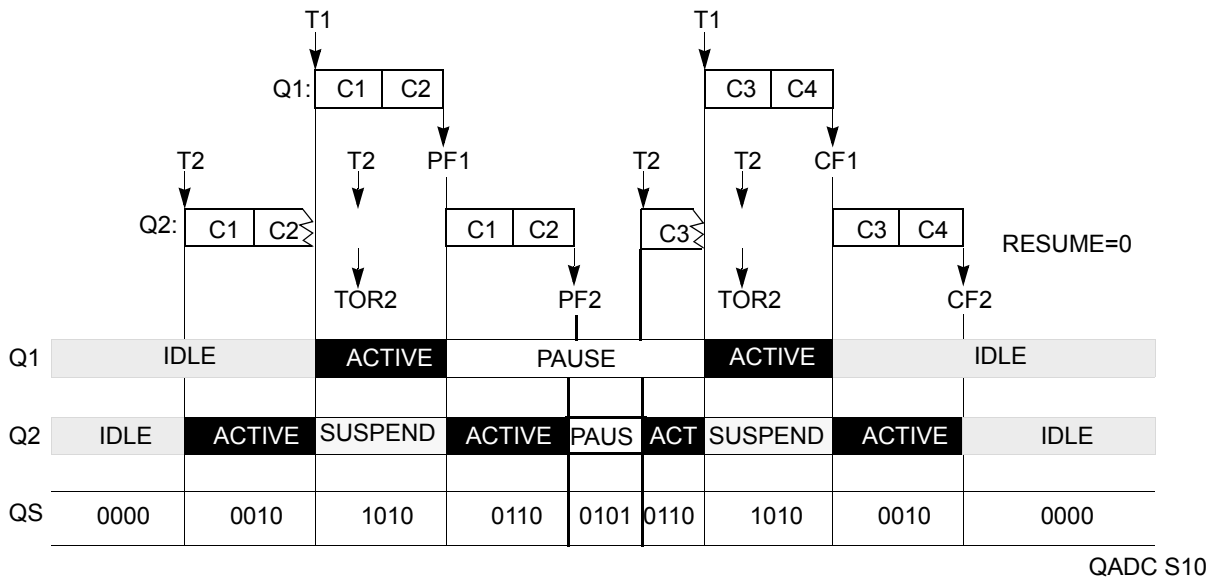 T1 T1
Q1: C1 C2 C3 C4
T2 T2 PF1 T2 T2 CF1
Q2: C1 C2 C1 C2 C3 C3 C4 RESUME=0
TOR2 PF2 TOR2 CF2
Q1 IDLE ACTIVE PAUSE ACTIVE IDLE
Q2 IDLE ACTIVE SUSPEND ACTIVE PAUS ACT SUSPEND ACTIVE IDLE
QS 0000 0010 1010 0110 0101 0110 1010 0010 0000
QADC S10